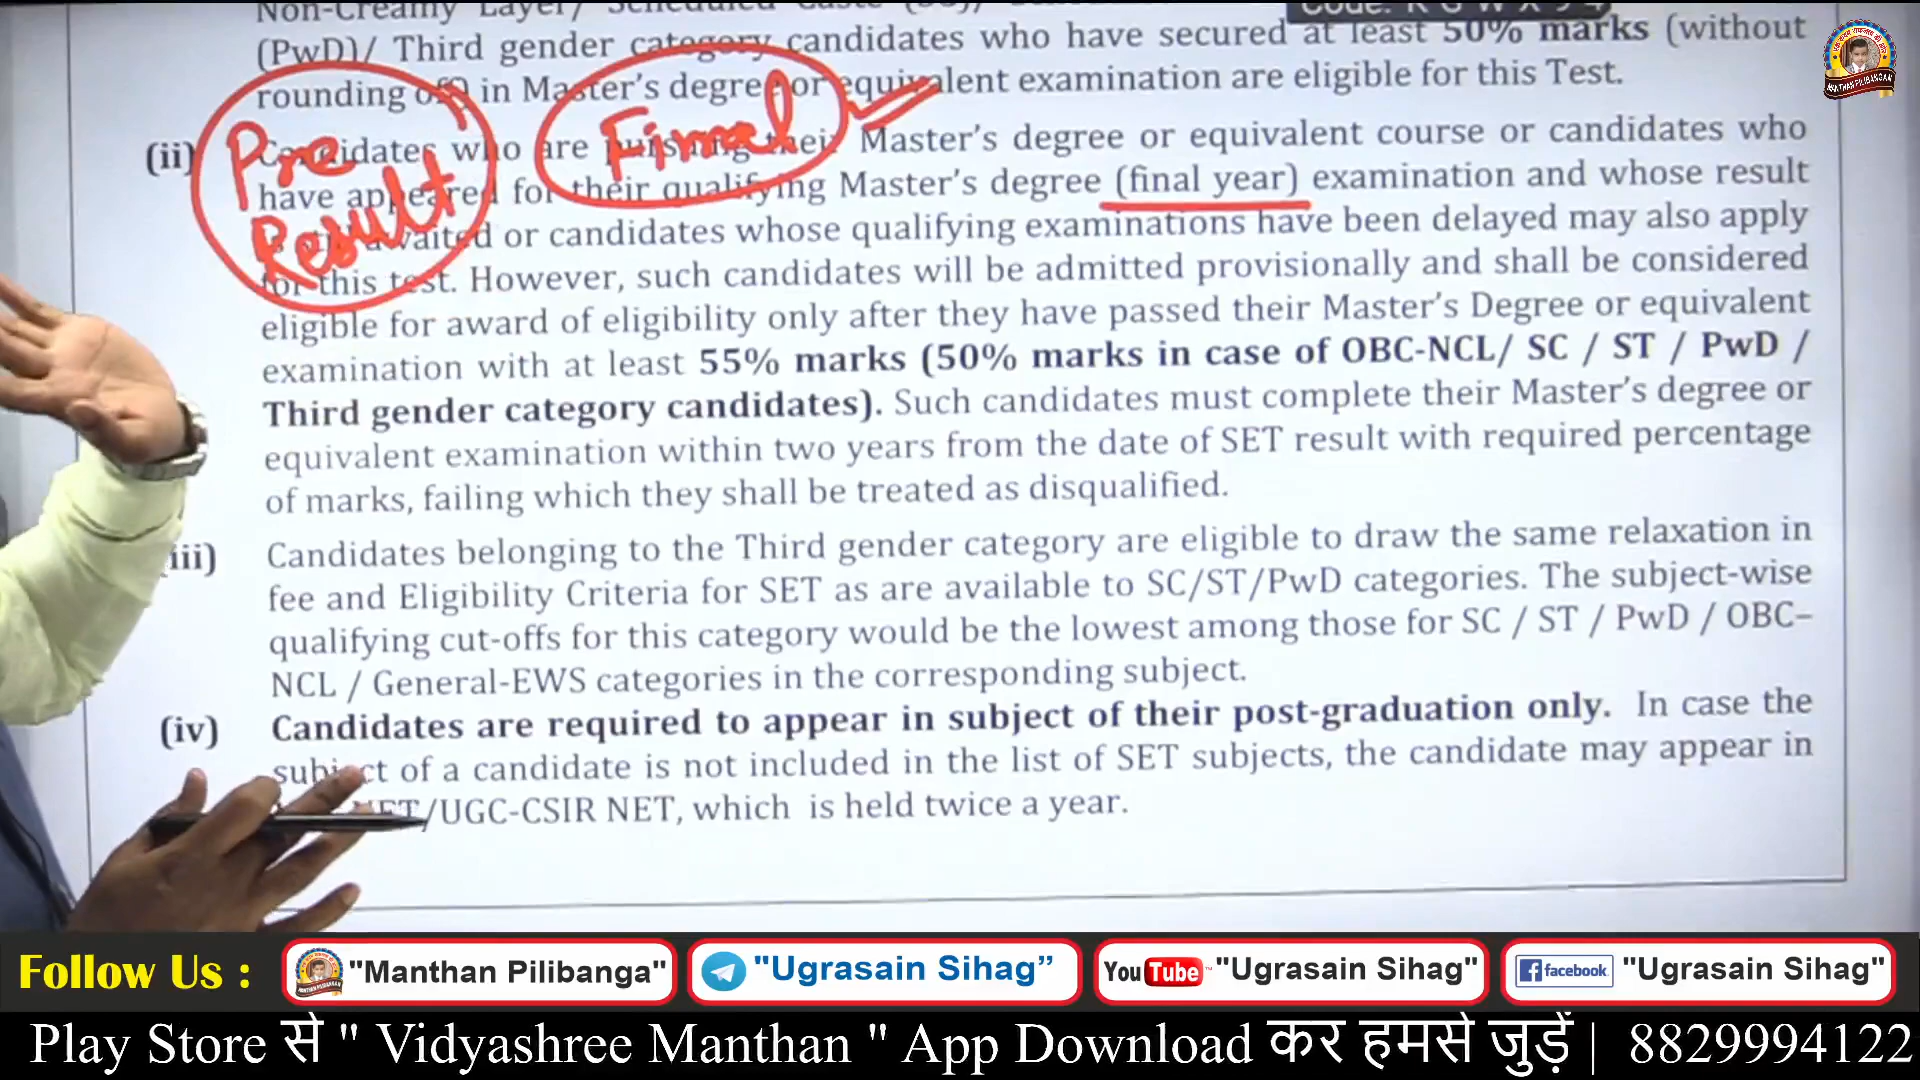 Non-Creamy Layer/ Scheduled Caste (SC)/
Code: R G W X 9 4
(PwD)/ Third gender category candidates who have secured at least 50% marks (without
rounding off) in Master's degree or equivalent examination are eligible for this Test.
Pre
Result
Final
(ii) Candidates who are pursuing their Master's degree or equivalent course or candidates who
have appeared for their qualifying Master's degree (final year) examination and whose result
awaited or candidates whose qualifying examinations have been delayed may also apply
for this test. However, such candidates will be admitted provisionally and shall be considered
eligible for award of eligibility only after they have passed their Master's Degree or equivalent
examination with at least 55% marks (50% marks in case of OBC-NCL/ SC / ST / PwD /
Third gender category candidates). Such candidates must complete their Master's degree or
equivalent examination within two years from the date of SET result with required percentage
of marks, failing which they shall be treated as disqualified.
iii) Candidates belonging to the Third gender category are eligible to draw the same relaxation in
fee and Eligibility Criteria for SET as are available to SC/ST/PwD categories. The subject-wise
qualifying cut-offs for this category would be the lowest among those for SC / ST / PwD / OBC–
NCL / General-EWS categories in the corresponding subject.
(iv) Candidates are required to appear in subject of their post-graduation only. In case the
subject of a candidate is not included in the list of SET subjects, the candidate may appear in
NET/UGC-CSIR NET, which is held twice a year.
MANTHAN PILIBANGAN
Follow Us : "Manthan Pilibanga" "Ugrasain Sihag” YouTube "Ugrasain Sihag" facebook "Ugrasain Sihag"
Play Store से " Vidyashree Manthan " App Download कर हमसे जुड़ें | 8829994122